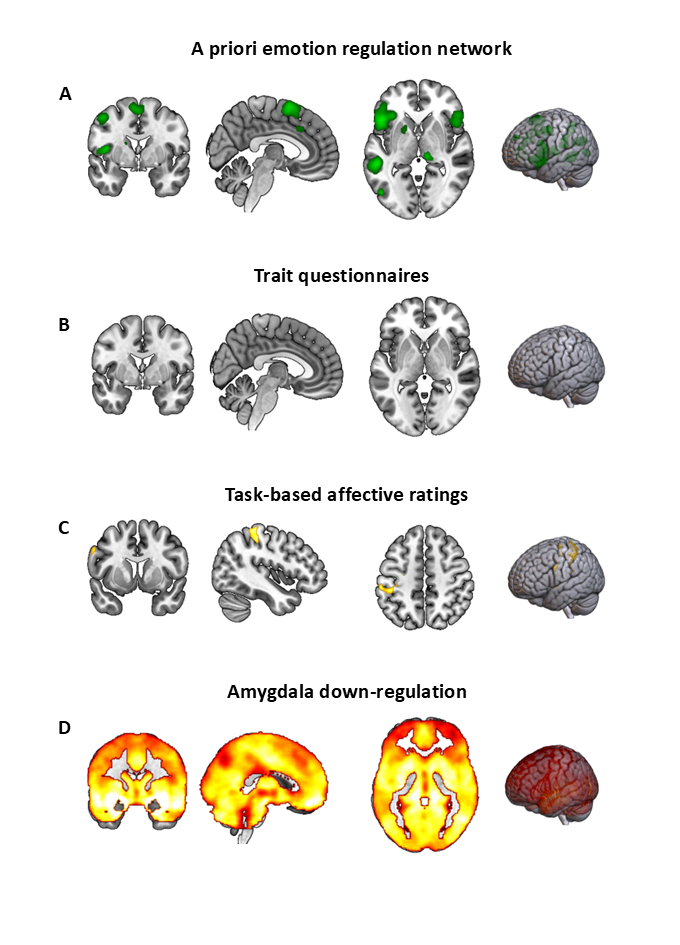 A priori emotion regulation network
A
Trait questionnaires
B
Task-based affective ratings
C
Amygdala down-regulation
D